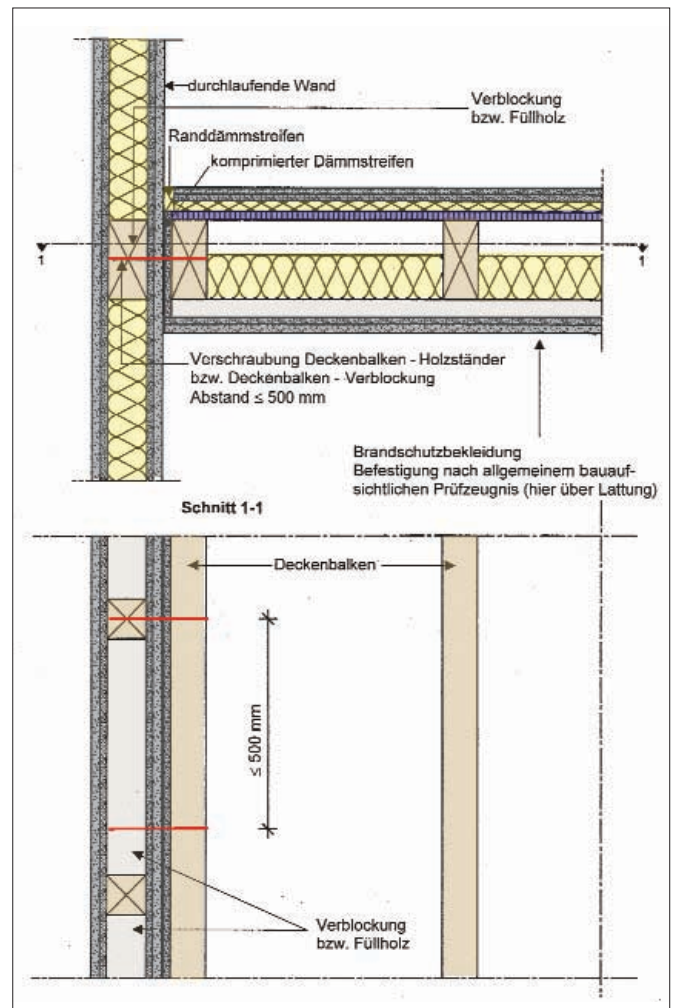 durchlaufende Wand
Verblockung
bzw. Füllholz
Randdämmstreifen
komprimierter Dämmstreifen
1
1
Verschraubung Deckenbalken - Holzständer
bzw. Deckenbalken - Verblockung
Abstand ≤ 500 mm
Brandschutzbekleidung
Befestigung nach allgemeinem bauauf-
sichtlichen Prüfzeugnis (hier über Lattung)
Schnitt 1-1
Deckenbalken
≤ 500 mm
Verblockung
bzw. Füllholz